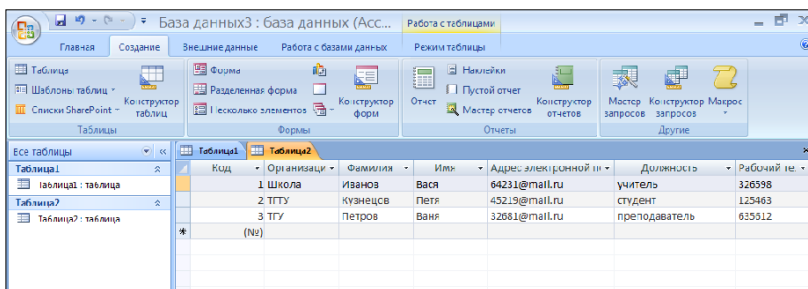 База данных3 : база данных (Acc...
Работа с таблицами
Главная Создание Внешние данные Работа с базами данных Режим таблицы
Таблица
Шаблоны таблиц
Списки SharePoint
Конструктор таблиц
Таблицы
Форма
Разделенная форма
Несколько элементов
Конструктор форм
Формы
Отчет
Наклейки
Пустой отчет
Мастер отчетов
Конструктор отчетов
Отчеты
Мастер запросов
Конструктор запросов
Макрос
Другие
Все таблицы
Таблица1
Таблица1 : таблица
Таблица2
Таблица2 : таблица
Таблица1 Таблица2
Код Организаци Фамилия Имя Адрес электронной по Должность Рабочий те.
1 Школа Иванов Вася 64231@mail.ru учитель 326598
2 ТГТУ Кузнецов Петя 45219@mail.ru студент 125463
3 ТГУ Петров Ваня 32681@mail.ru преподаватель
* (№)